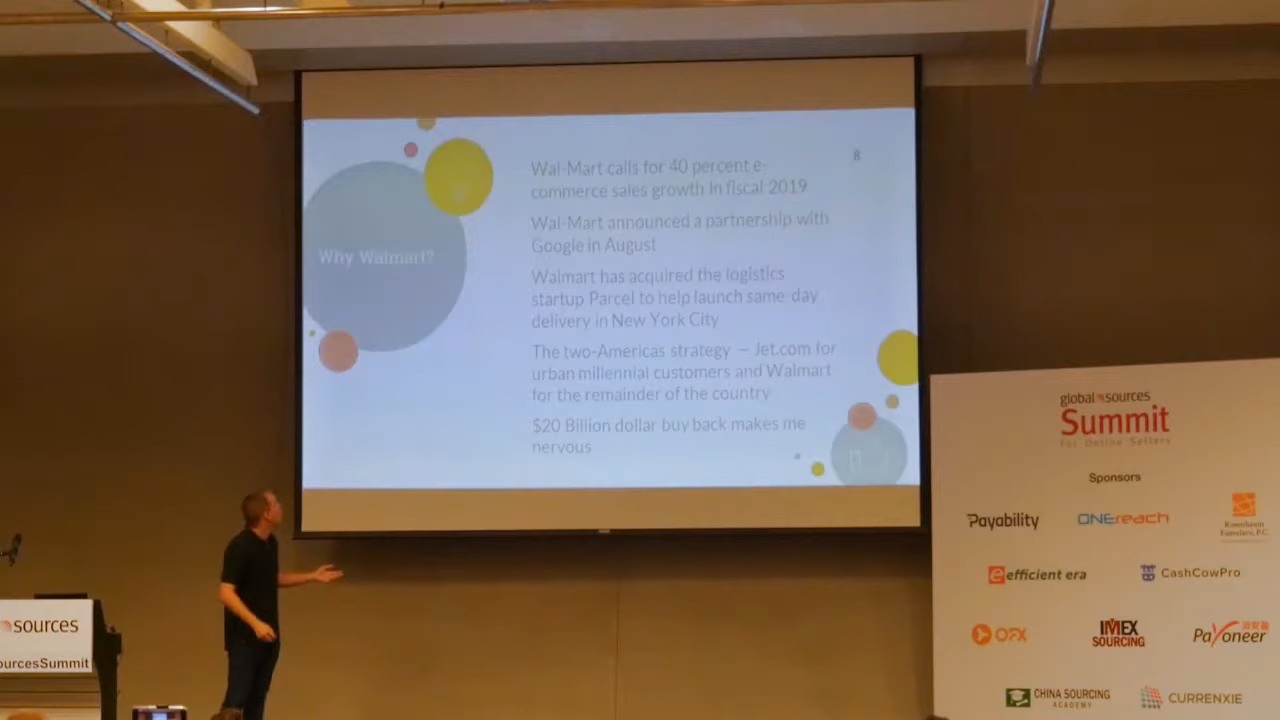 Why Walmart?
8
Wal-Mart calls for 40 percent e-
commerce sales growth in fiscal 2019
Wal-Mart announced a partnership with
Google in August
Walmart has acquired the logistics
startup Parcel to help launch same-day
delivery in New York City
The two-Americas strategy — Jet.com for
urban millennial customers and Walmart
for the remainder of the country
$20 Billion dollar buy back makes me
nervous
global sources
Summit
For Online Sellers
Sponsors
Payability
ONEreach
Rosenbaum
Famularo, P.C.
efficient era
CashCowPro
OFX
IMEX
SOURCING
Payoneer
CHINA SOURCING
ACADEMY
CURRENXIE
sources
ourcesSummit